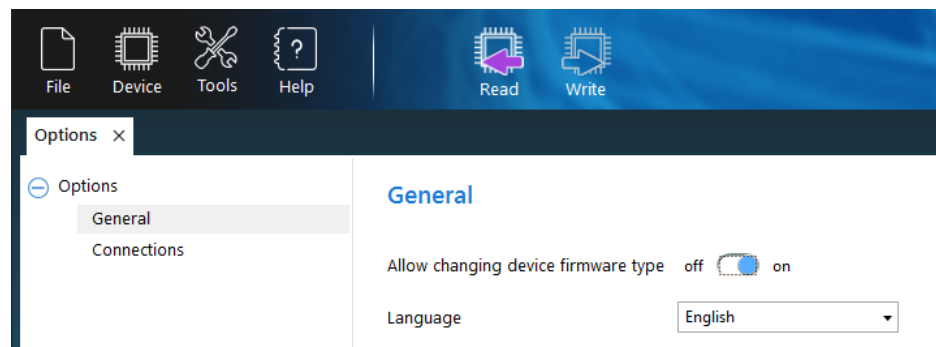 File Device Tools Help Read Write
Options
Options
General
Connections
General
Allow changing device firmware type off on
Language English